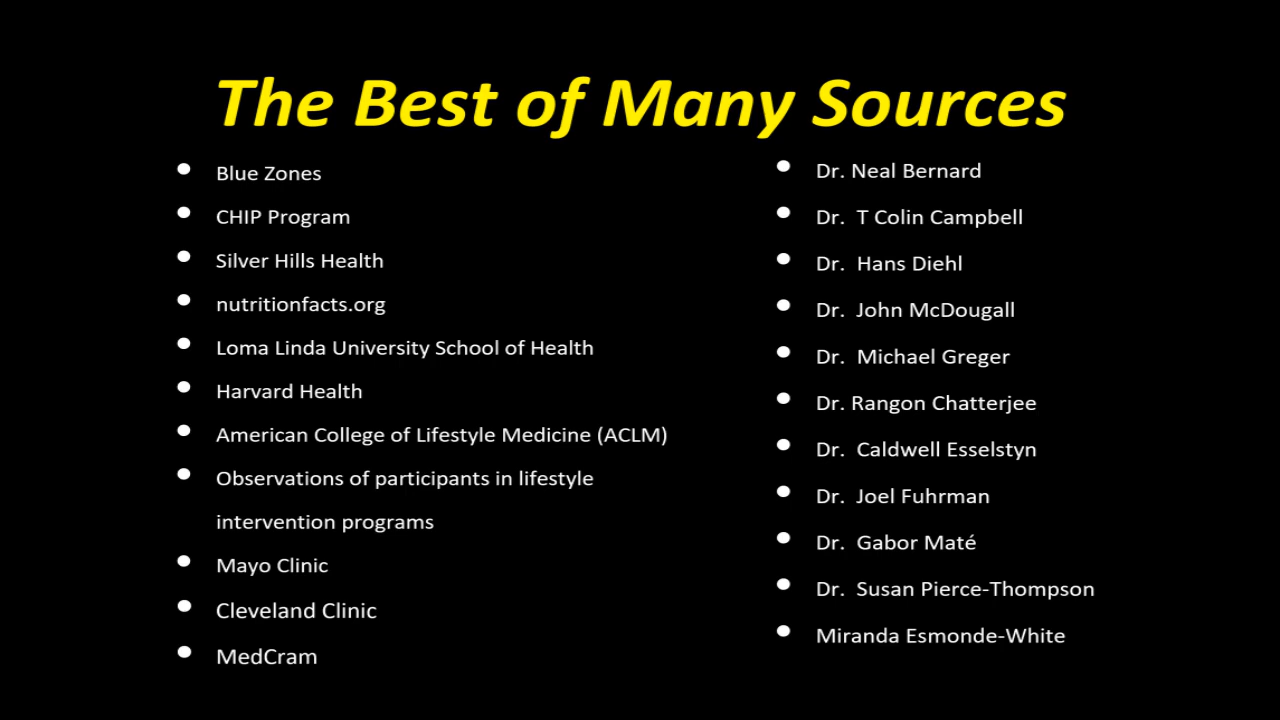 The Best of Many Sources
• Blue Zones
• CHIP Program
• Silver Hills Health
• nutritionfacts.org
• Loma Linda University School of Health
• Harvard Health
• American College of Lifestyle Medicine (ACLM)
• Observations of participants in lifestyle
intervention programs
• Mayo Clinic
• Cleveland Clinic
• MedCram
• Dr. Neal Bernard
• Dr.  T Colin Campbell
• Dr.  Hans Diehl
• Dr.  John McDougall
• Dr.  Michael Greger
• Dr. Rangon Chatterjee
• Dr.  Caldwell Esselstyn
• Dr.  Joel Fuhrman
• Dr.  Gabor Maté
• Dr.  Susan Pierce-Thompson
• Miranda Esmonde-White